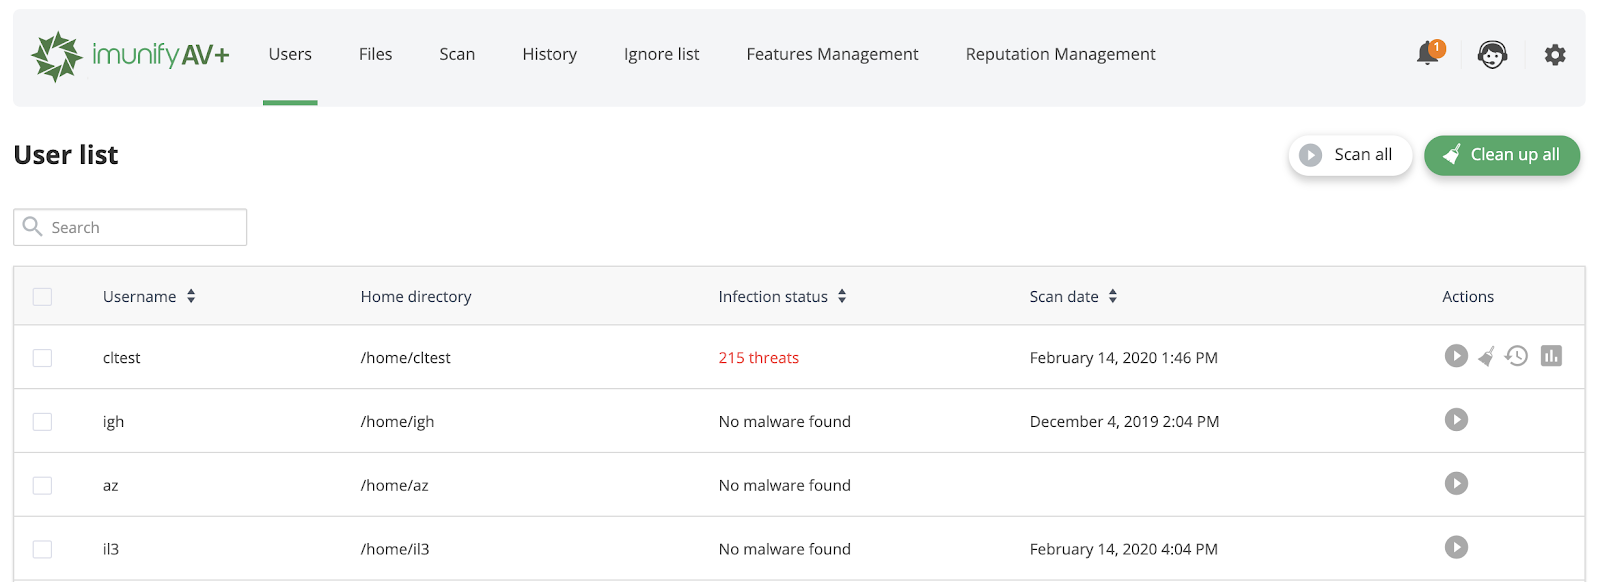 imunify AV+ Users Files Scan History Ignore list Features Management Reputation Management 1
User list Scan all Clean up all
Search
Username Home directory Infection status Scan date Actions
cltest /home/cltest 215 threats February 14, 2020 1:46 PM
igh /home/igh No malware found December 4, 2019 2:04 PM
az /home/az No malware found
il3 /home/il3 No malware found February 14, 2020 4:04 PM